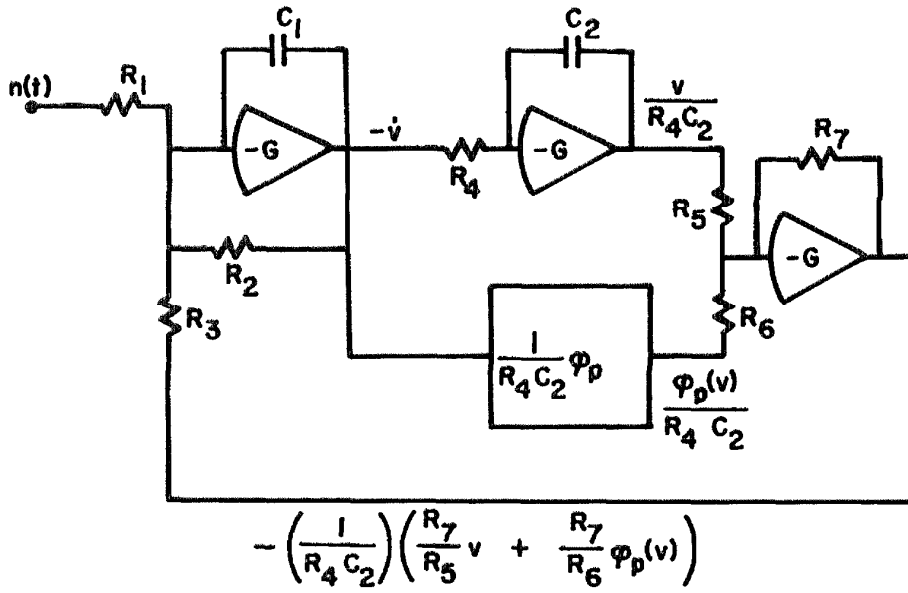 C₁
C₂
n(t)
R₁
-G
-v̇
R₄
-G
v/(R₄C₂)
R₇
R₅
-G
R₂
R₃
R₆
1/(R₄C₂) φₚ
φₚ(v)/(R₄ C₂)
-(1/(R₄C₂))(R₇/R₅ v + R₇/R₆ φₚ(v))